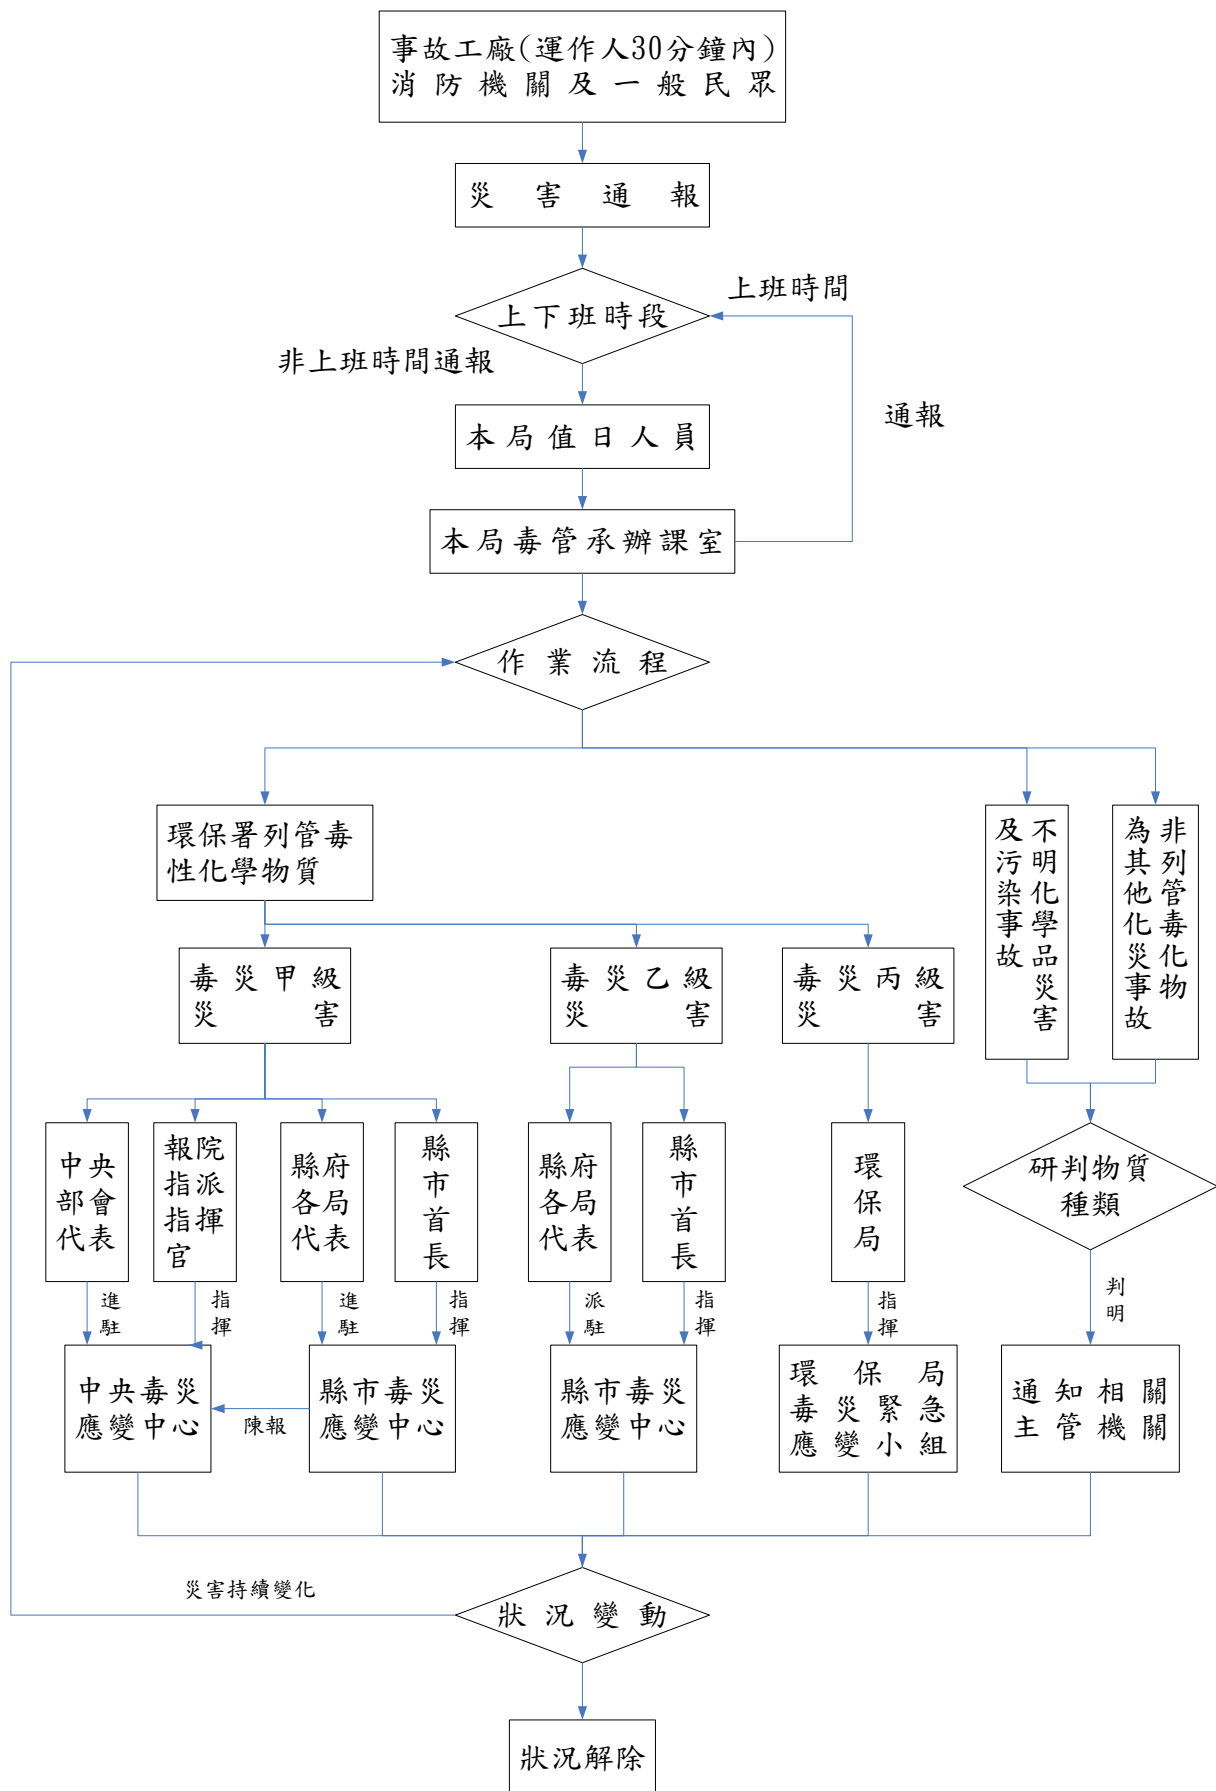 事故工廠(運作人30分鐘內)
消防機關及一般民眾
災害通報
上下班時段
上班時間
非上班時間通報
本局值日人員
通報
本局毒管承辦課室
作業流程
環保署列管毒
性化學物質
不明化學品災害
及污染事故
非列管毒化物
為其他化災事故
毒災甲級
災害
毒災乙級
災害
毒災丙級
災害
中央
部會
代表
報院
指派
指揮
官
縣府
各局
代表
縣
市
首
長
縣府
各局
代表
縣
市
首
長
環
保
局
研判物質
種類
進
駐
指
揮
進
駐
指
揮
派
駐
指
揮
指
揮
判
明
中央毒災
應變中心
陳報
縣市毒災
應變中心
縣市毒災
應變中心
環保局
毒災緊急
應變小組
通知相關
主管機關
災害持續變化
狀況變動
狀況解除